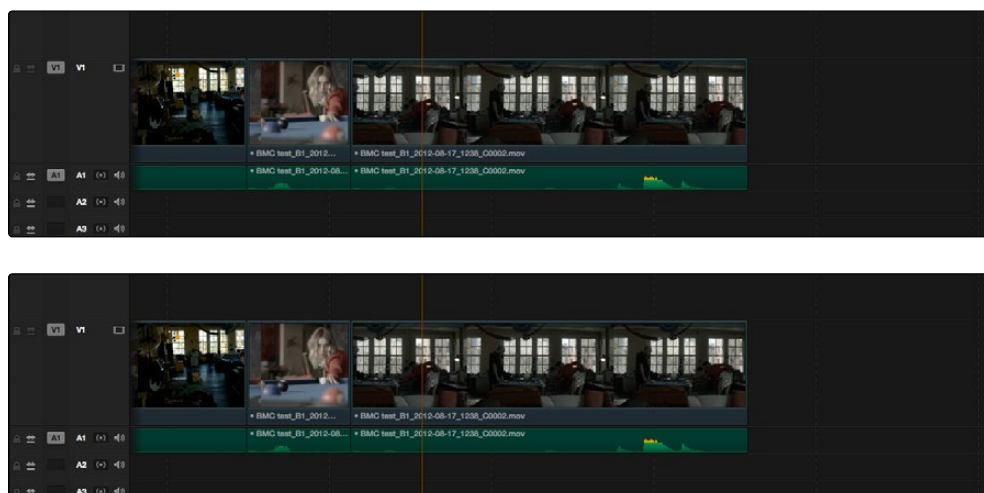 V1 V1
• BMC test_B1_2012... • BMC test_B1_2012-08-17_1238_C0002.mov
A1 A1 • BMC test_B1_2012-08... • BMC test_B1_2012-08-17_1238_C0002.mov
A2
A3
V1 V1
• BMC test_B1_2012... • BMC test_B1_2012-08-17_1238_C0002.mov
A1 A1 • BMC test_B1_2012-08... • BMC test_B1_2012-08-17_1238_C0002.mov
A2
A3